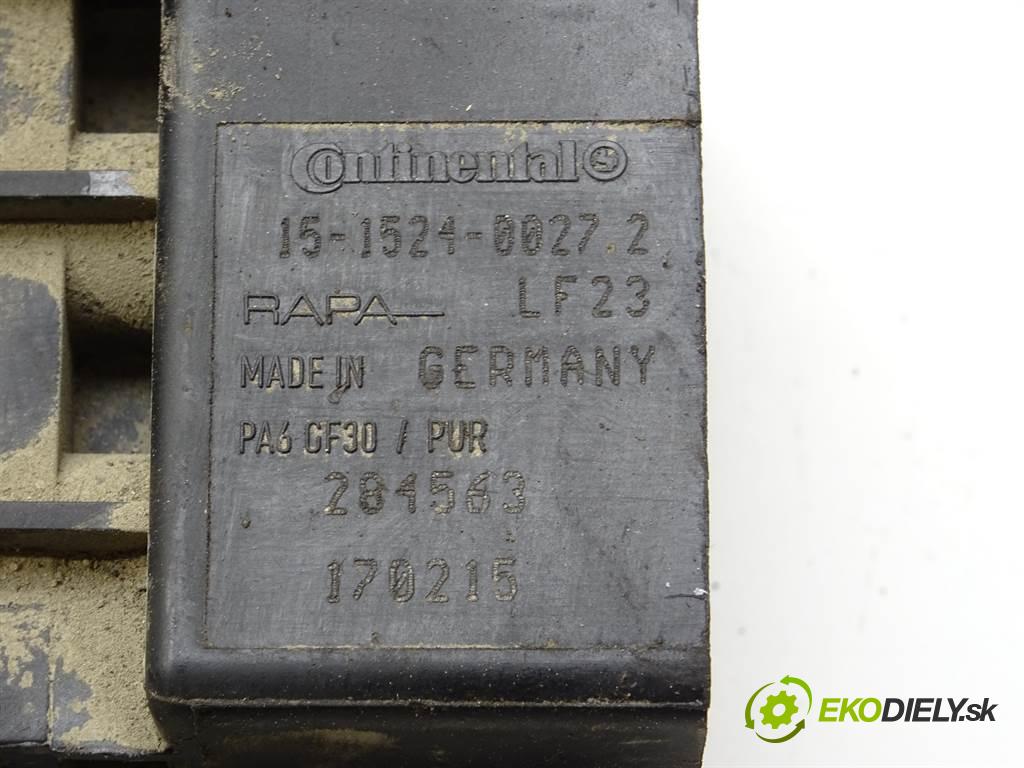 Continental
15-1524-0027 2
RAPA LF23
MADE IN GERMANY
PA6 GF30 / PUR
284563
170215
EKODIELY.sk